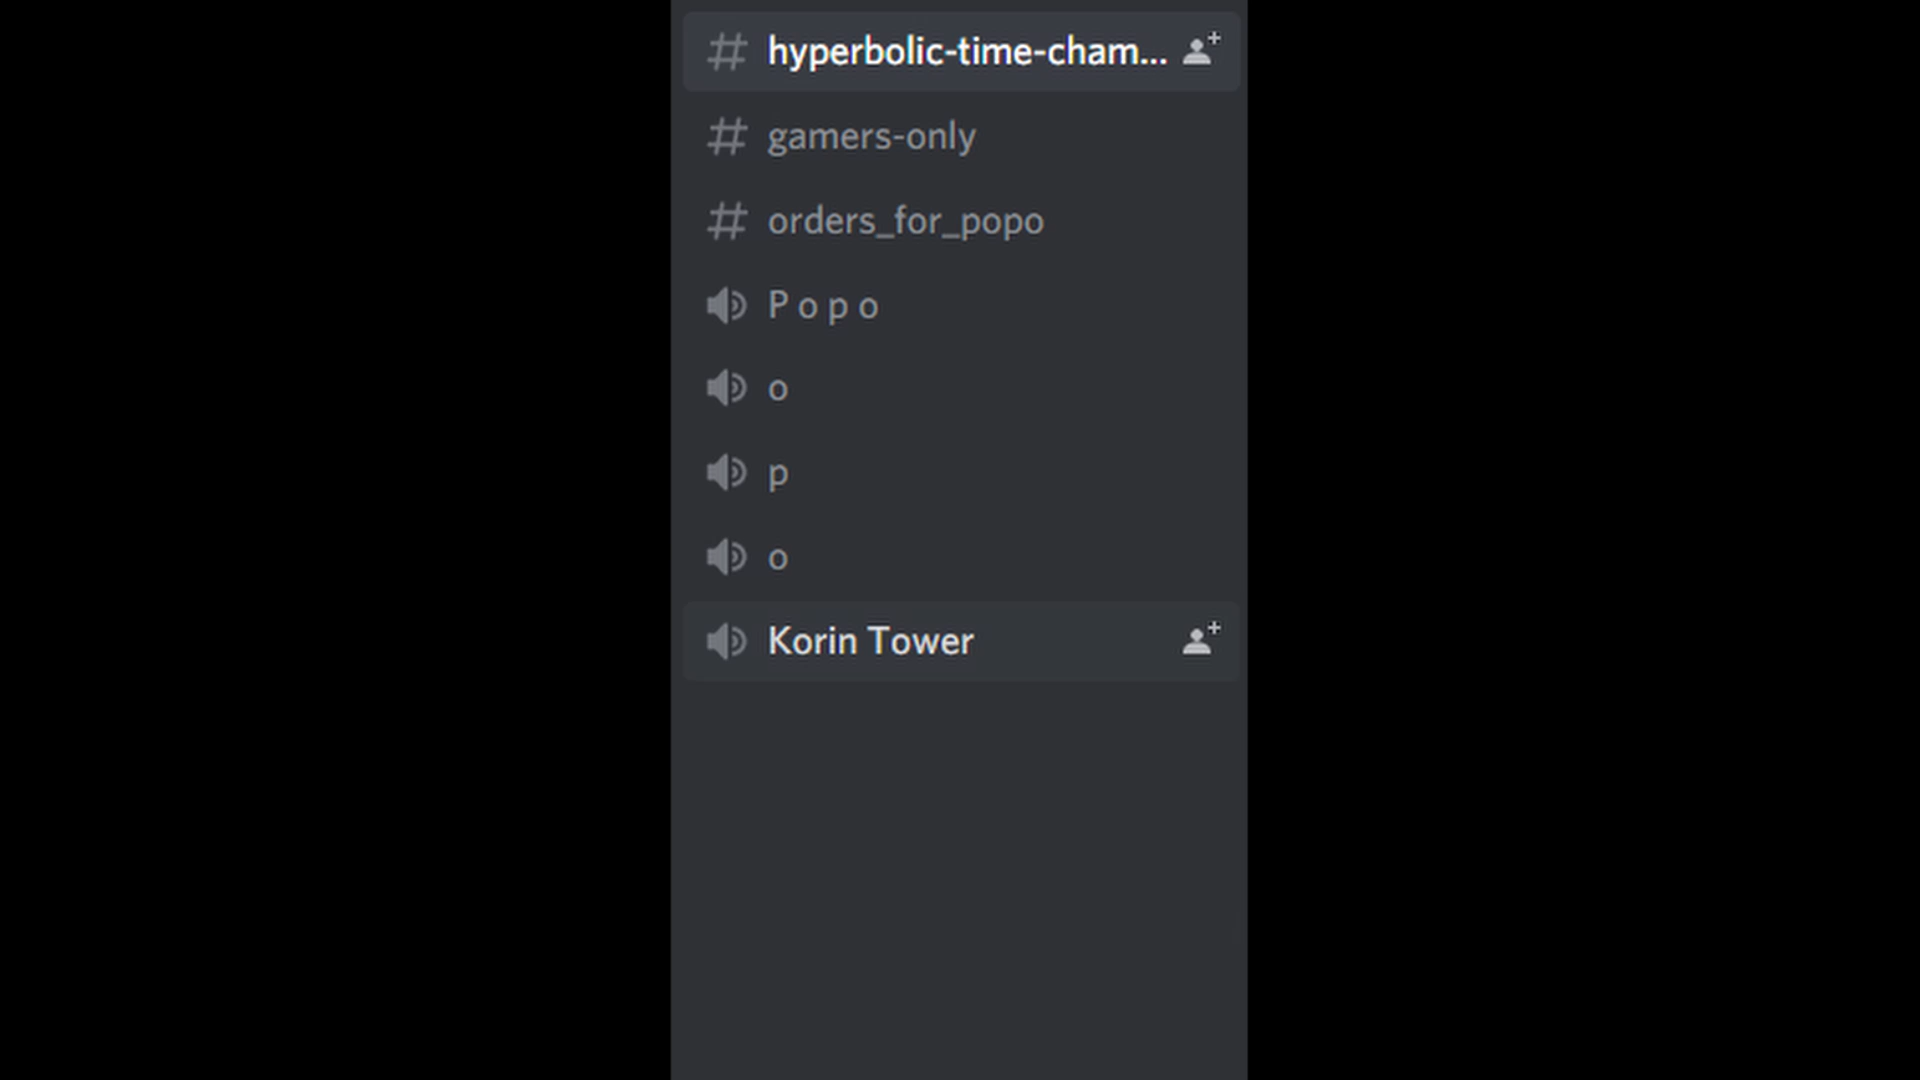 # hyperbolic-time-cham...
# gamers-only
# orders_for_popo
P o p o
o
p
o
Korin Tower